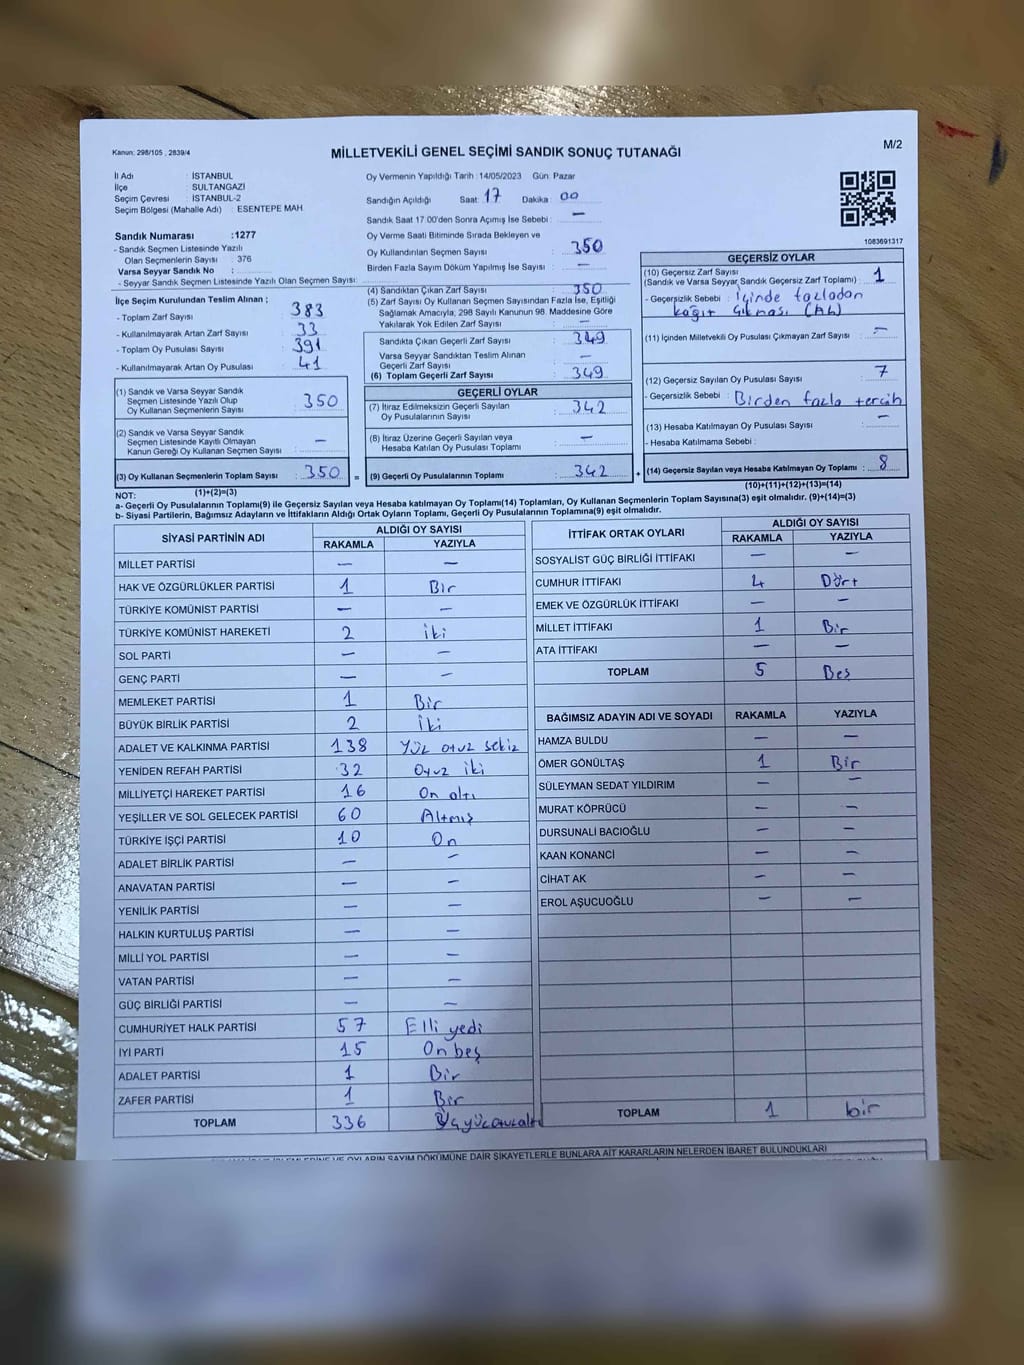 Kanun: 298/105 , 2839/4
M/2
MİLLETVEKİLİ GENEL SEÇİMİ SANDIK SONUÇ TUTANAĞI
İl Adı : İSTANBUL
İlçe : SULTANGAZİ
Seçim Çevresi : İSTANBUL-2
Seçim Bölgesi (Mahalle Adı) : ESENTEPE MAH.
Oy Vermenin Yapıldığı Tarih : 14/05/2023 Gün: Pazar
Sandığın Açıldığı Saat: 17 Dakika : 00
Sandık Saat 17.00'den Sonra Açımış İse Sebebi : —
Sandık Numarası :1277
- Sandık Seçmen Listesinde Yazılı
Olan Seçmenlerin Sayısı : 376
Varsa Seyyar Sandık No :
- Seyyar Sandık Seçmen Listesinde Yazılı Olan Seçmen Sayısı:
Oy Verme Saati Bitiminde Sırada Bekleyen ve
Oy Kullandırılan Seçmen Sayısı : 350
Birden Fazla Sayım Döküm Yapılmış İse Sayısı : —
1083691317
İlçe Seçim Kurulundan Teslim Alınan ;
- Toplam Zarf Sayısı : 383
- Kullanılmayarak Artan Zarf Sayısı : 33
- Toplam Oy Pusulası Sayısı : 391
- Kullanılmayarak Artan Oy Pusulası : 41
(4) Sandıktan Çıkan Zarf Sayısı : 350
(5) Zarf Sayısı Oy Kullanan Seçmen Sayısından Fazla İse, Eşitliği
Sağlamak Amacıyla, 298 Sayılı Kanunun 98. Maddesine Göre
Yakılarak Yok Edilen Zarf Sayısı : —
Sandıkta Çıkan Geçerli Zarf Sayısı : 349
Varsa Seyyar Sandıktan Teslim Alınan
Geçerli Zarf Sayısı : —
(6) Toplam Geçerli Zarf Sayısı : 349
GEÇERSİZ OYLAR
(10) Geçersiz Zarf Sayısı
(Sandık ve Varsa Seyyar Sandık Geçersiz Zarf Toplamı) : 1
- Geçersizlik Sebebi : İçinde fazladan
kağıt çıkması
(11) İçinden Milletvekili Oy Pusulası Çıkmayan Zarf Sayısı : —
(12) Geçersiz Sayılan Oy Pusulası Sayısı : 7
- Geçersizlik Sebebi : Birden fazla tercih
(13) Hesaba Katılmayan Oy Pusulası Sayısı : —
- Hesaba Katılmama Sebebi :
(14) Geçersiz Sayılan veya Hesaba Katılmayan Oy Toplamı : 8
(10)+(11)+(12)+(13)=(14)
(1) Sandık ve Varsa Seyyar Sandık
Seçmen Listesinde Yazılı Olup
Oy Kullanan Seçmenlerin Sayısı : 350
(2) Sandık ve Varsa Seyyar Sandık
Seçmen Listesinde Kayıtlı Olmayan
Kanun Gereği Oy Kullanan Seçmen Sayısı : —
(3) Oy Kullanan Seçmenlerin Toplam Sayısı : 350 =
(1)+(2)=(3)
GEÇERLİ OYLAR
(7) İtiraz Edilmeksizin Geçerli Sayılan
Oy Pusulalarının Sayısı : 342
(8) İtiraz Üzerine Geçerli Sayılan veya
Hesaba Katılan Oy Pusulası Toplamı : —
(9) Geçerli Oy Pusulalarının Toplamı : 342 +
NOT:
a- Geçerli Oy Pusulalarının Toplamı(9) ile Geçersiz Sayılan veya Hesaba katılmayan Oy Toplamı(14) Toplamları, Oy Kullanan Seçmenlerin Toplam Sayısına(3) eşit olmalıdır. (9)+(14)=(3)
b- Siyasi Partilerin, Bağımsız Adayların ve İttifakların Aldığı Ortak Oyların Toplamı, Geçerli Oy Pusulalarının Toplamına(9) eşit olmalıdır.
SİYASİ PARTİNİN ADI ALDIĞI OY SAYISI
RAKAMLA YAZIYLA
MİLLET PARTİSİ — —
HAK VE ÖZGÜRLÜKLER PARTİSİ 1 Bir
TÜRKİYE KOMÜNİST PARTİSİ — —
TÜRKİYE KOMÜNİST HAREKETİ 2 iki
SOL PARTİ — —
GENÇ PARTİ — —
MEMLEKET PARTİSİ 1 Bir
BÜYÜK BİRLİK PARTİSİ 2 İki
ADALET VE KALKINMA PARTİSİ 138 Yüz otuz sekiz
YENİDEN REFAH PARTİSİ 32 Otuz iki
MİLLİYETÇİ HAREKET PARTİSİ 16 On altı
YEŞİLLER VE SOL GELECEK PARTİSİ 60 Altmış
TÜRKİYE İŞÇİ PARTİSİ 10 On
ADALET BİRLİK PARTİSİ — —
ANAVATAN PARTİSİ — —
YENİLİK PARTİSİ — —
HALKIN KURTULUŞ PARTİSİ — —
MİLLİ YOL PARTİSİ — —
VATAN PARTİSİ — —
GÜÇ BİRLİĞİ PARTİSİ — —
CUMHURİYET HALK PARTİSİ 57 Elli yedi
İYİ PARTİ 15 On beş
ADALET PARTİSİ 1 Bir
ZAFER PARTİSİ 1 Bir
TOPLAM 336 Üçyüzotuzaltı
İTTİFAK ORTAK OYLARI ALDIĞI OY SAYISI
RAKAMLA YAZIYLA
SOSYALİST GÜÇ BİRLİĞİ İTTİFAKI — —
CUMHUR İTTİFAKI 4 Dört
EMEK VE ÖZGÜRLÜK İTTİFAKI — —
MİLLET İTTİFAKI 1 Bir
ATA İTTİFAKI — —
TOPLAM 5 Beş
BAĞIMSIZ ADAYIN ADI VE SOYADI RAKAMLA YAZIYLA
HAMZA BULDU — —
ÖMER GÖNÜLTAŞ 1 Bir
SÜLEYMAN SEDAT YILDIRIM — —
MURAT KÖPRÜCÜ — —
DURSUNALİ BACIOĞLU — —
KAAN KONANCİ — —
CİHAT AK — —
EROL AŞUCUOĞLU — —
TOPLAM 1 bir
OYLARIN SAYIM DÖKÜMÜNE DAİR ŞİKAYETLERLE BUNLARA AİT KARARLARIN NELERDEN İBARET BULUNDUKLARI